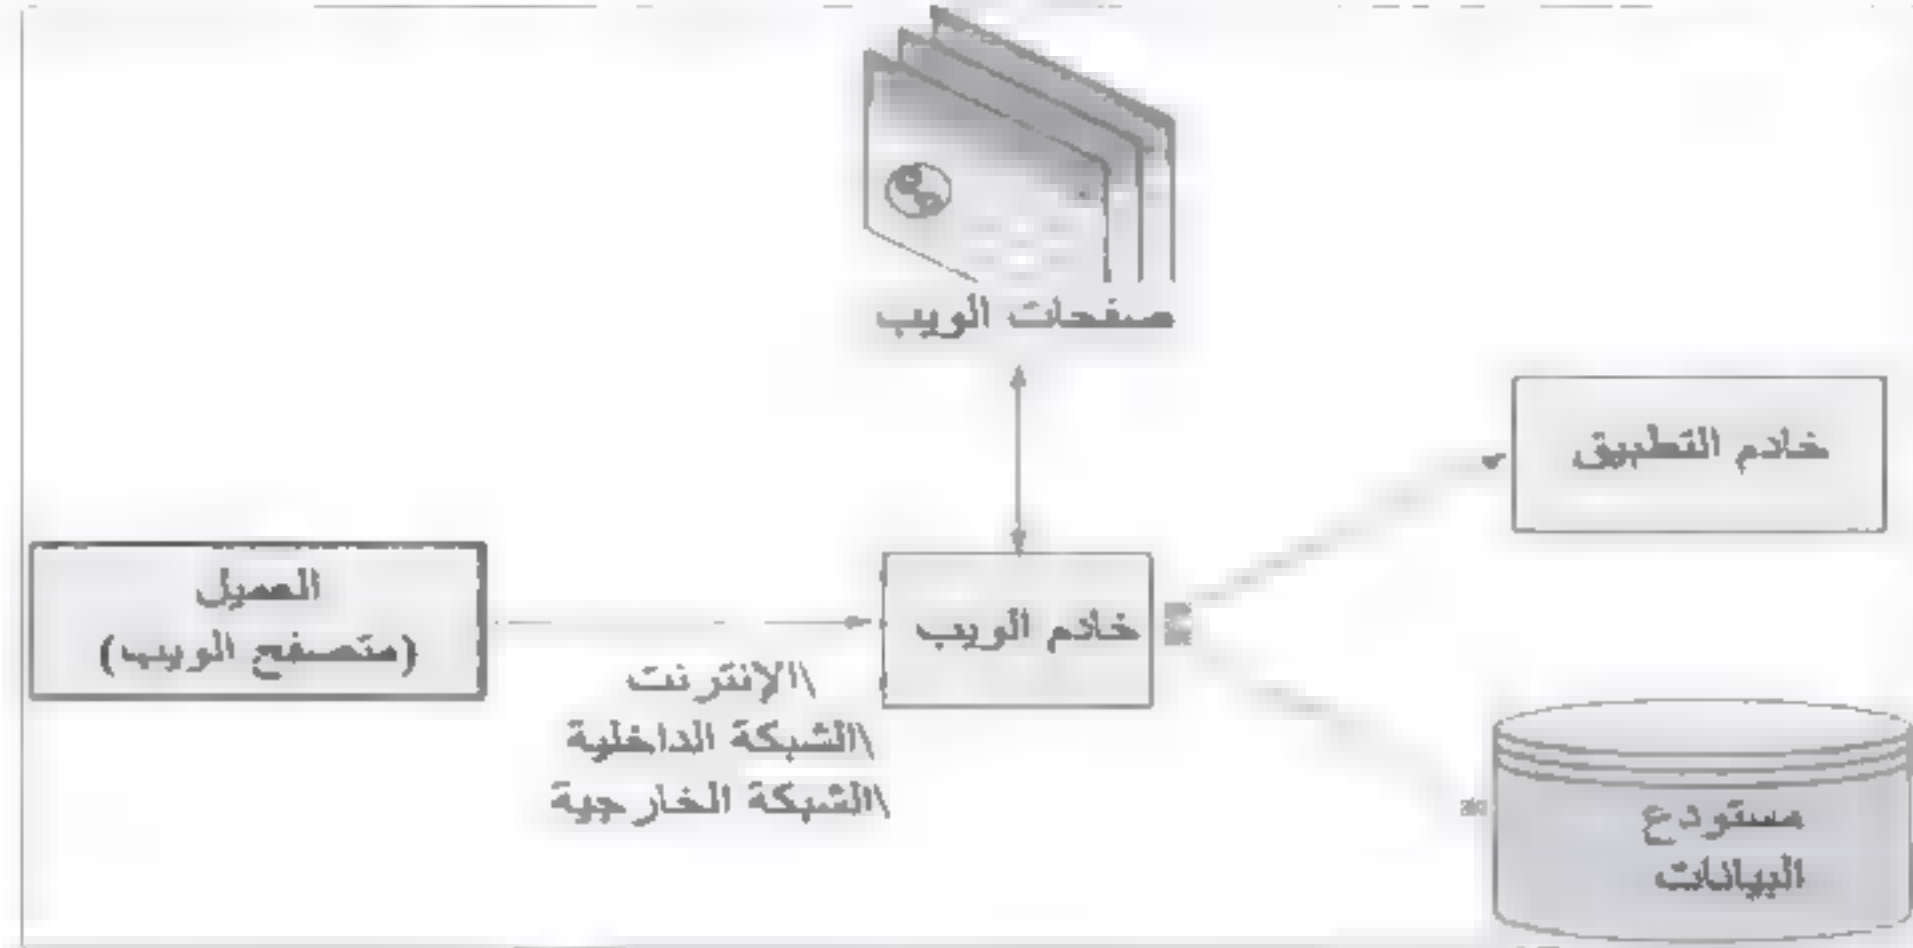 صفحات الويب
خادم التطبيق
العميل
(متصفح الويب)
خادم الويب
\الإنترنت
\الشبكة الداخلية
\الشبكة الخارجية
مستودع
البيانات